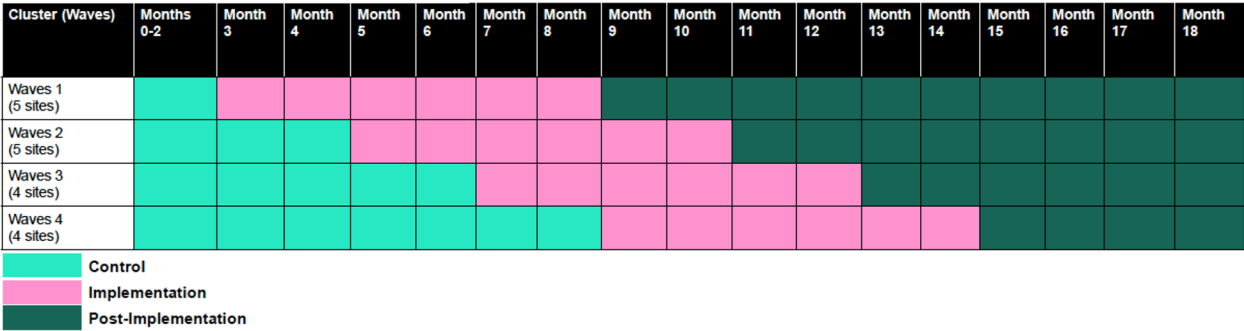 Cluster (Waves) Months Month Month Month Month Month Month Month Month Month Month Month Month Month Month Month Month
0-2 3 4 5 6 7 8 9 10 11 12 13 14 15 16 17 18
Waves 1
(5 sites)
Waves 2
(5 sites)
Waves 3
(4 sites)
Waves 4
(4 sites)
Control
Implementation
Post-Implementation